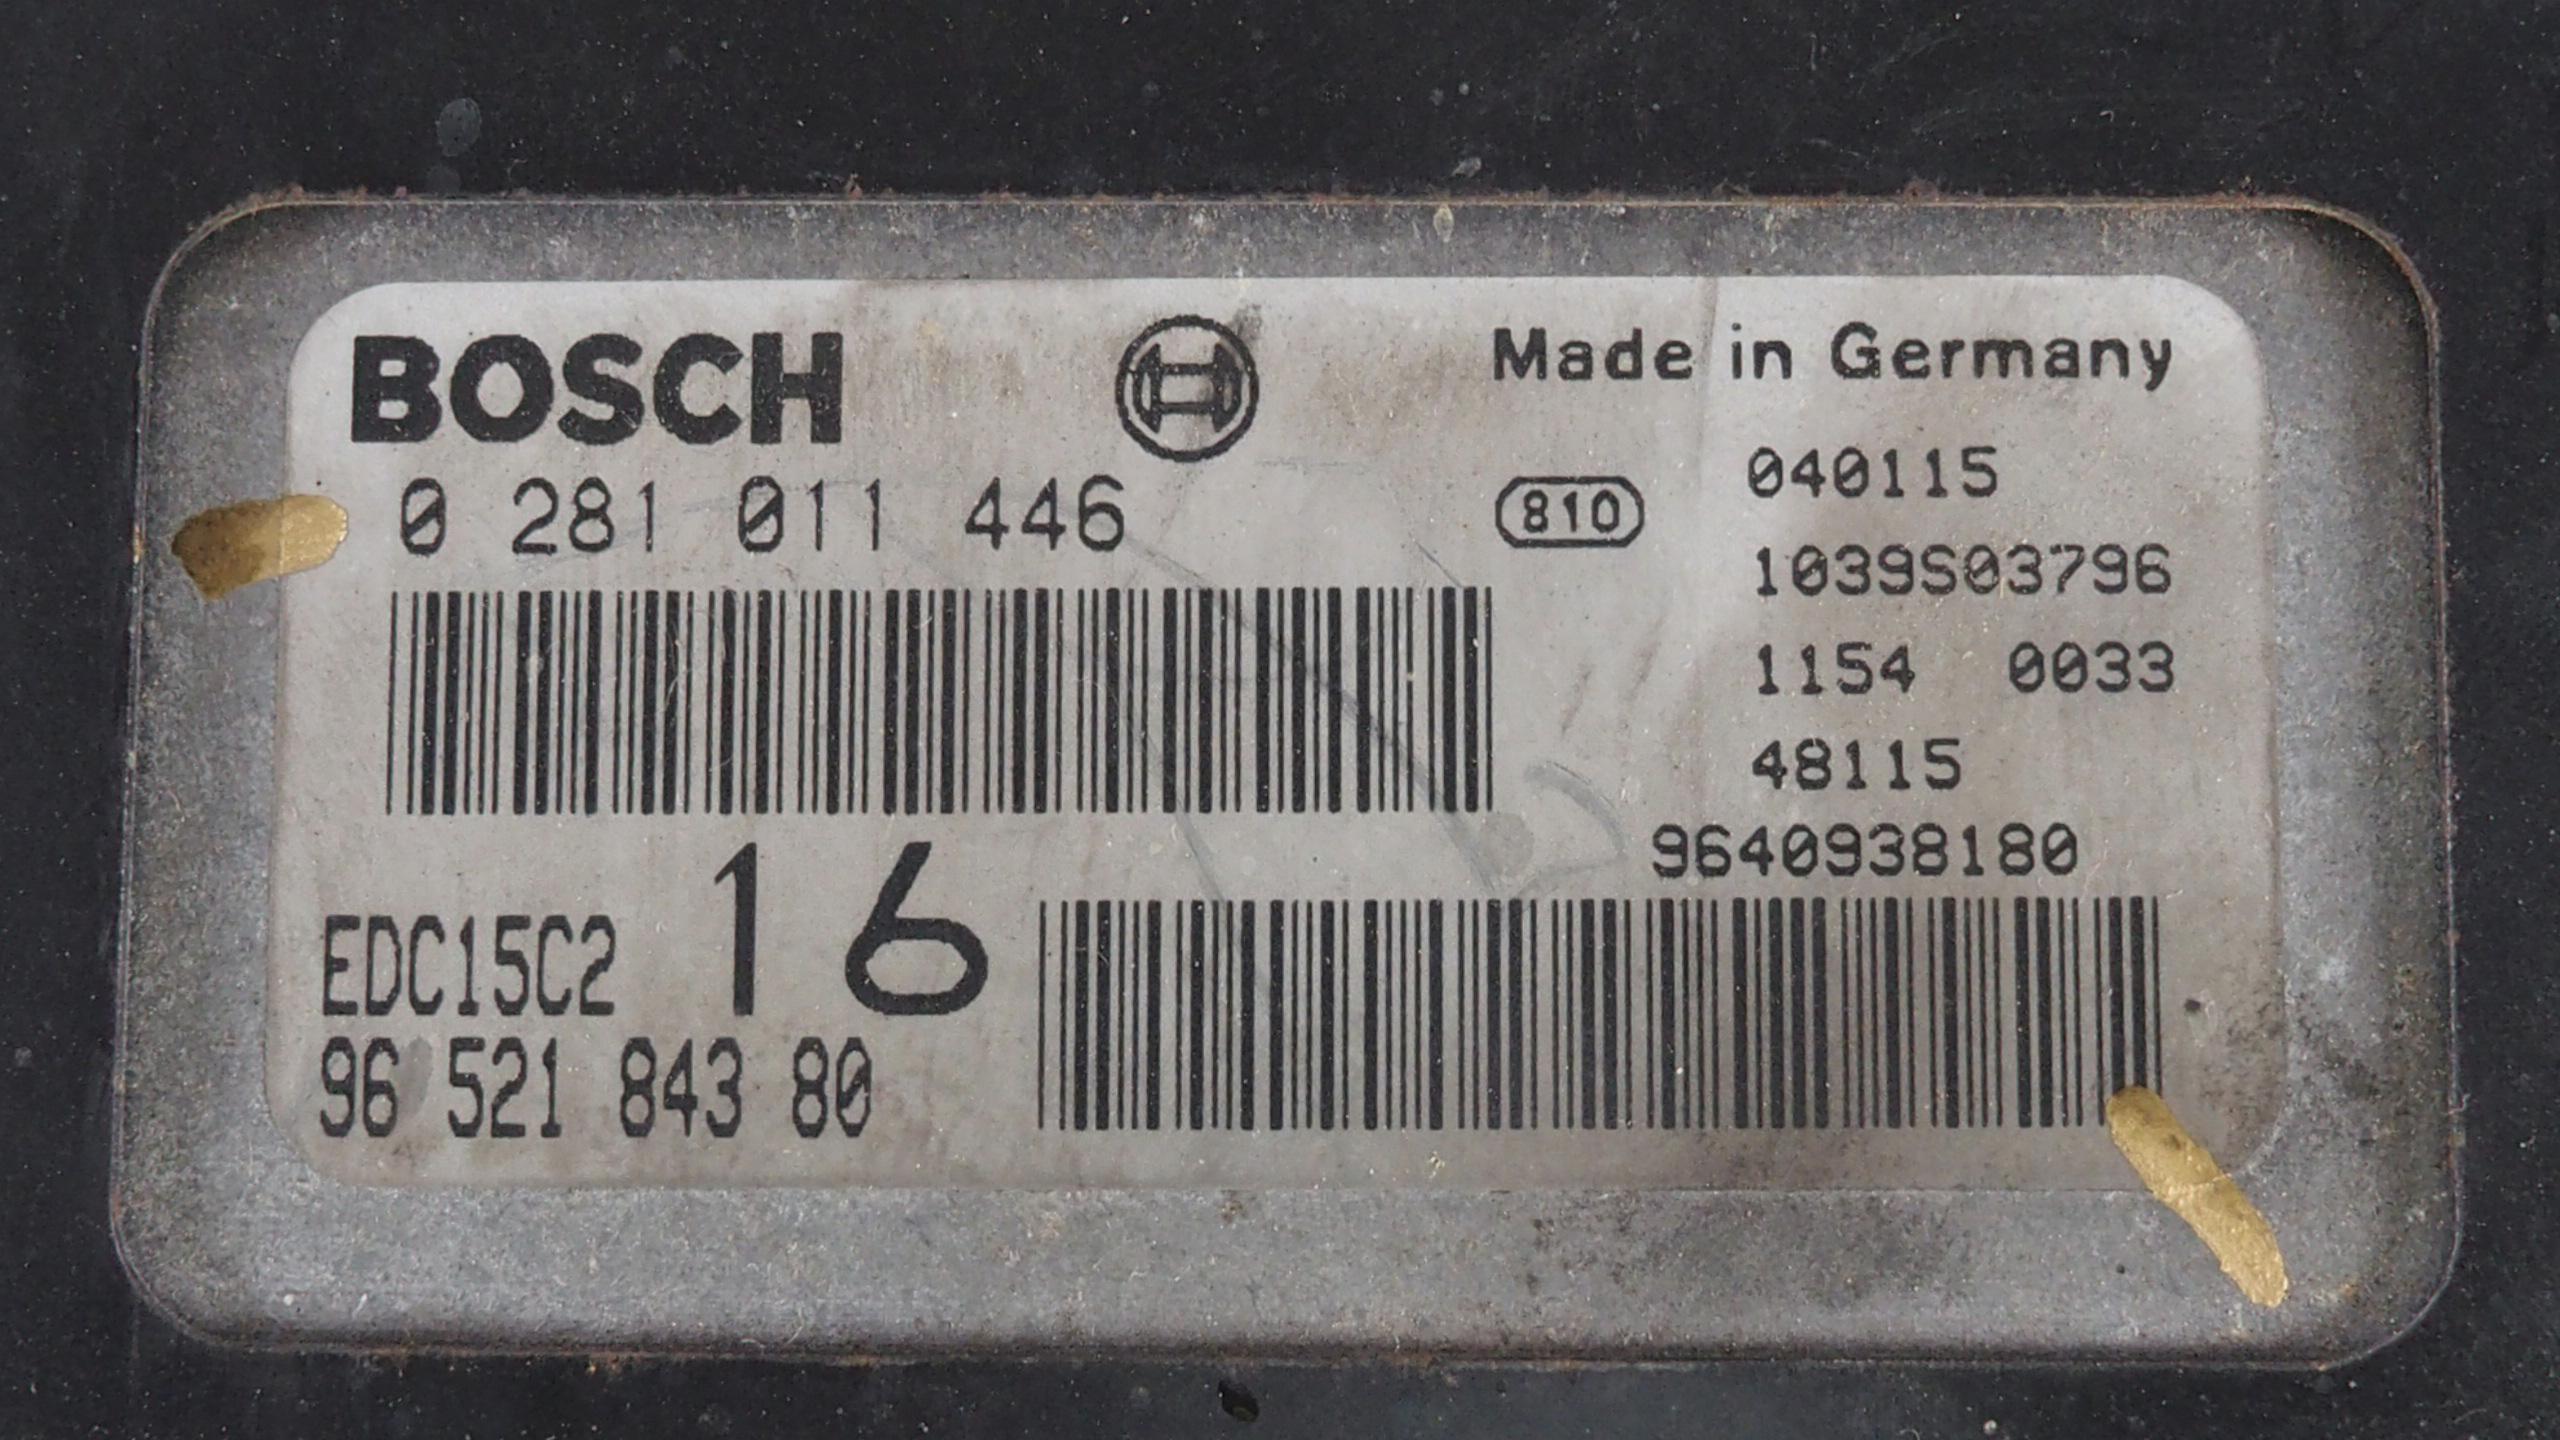 BOSCH
Made in Germany
0 281 011 446
810
040115
1039S03796
1154 0033
48115
9640938180
EDC15C2 16
96 521 843 80